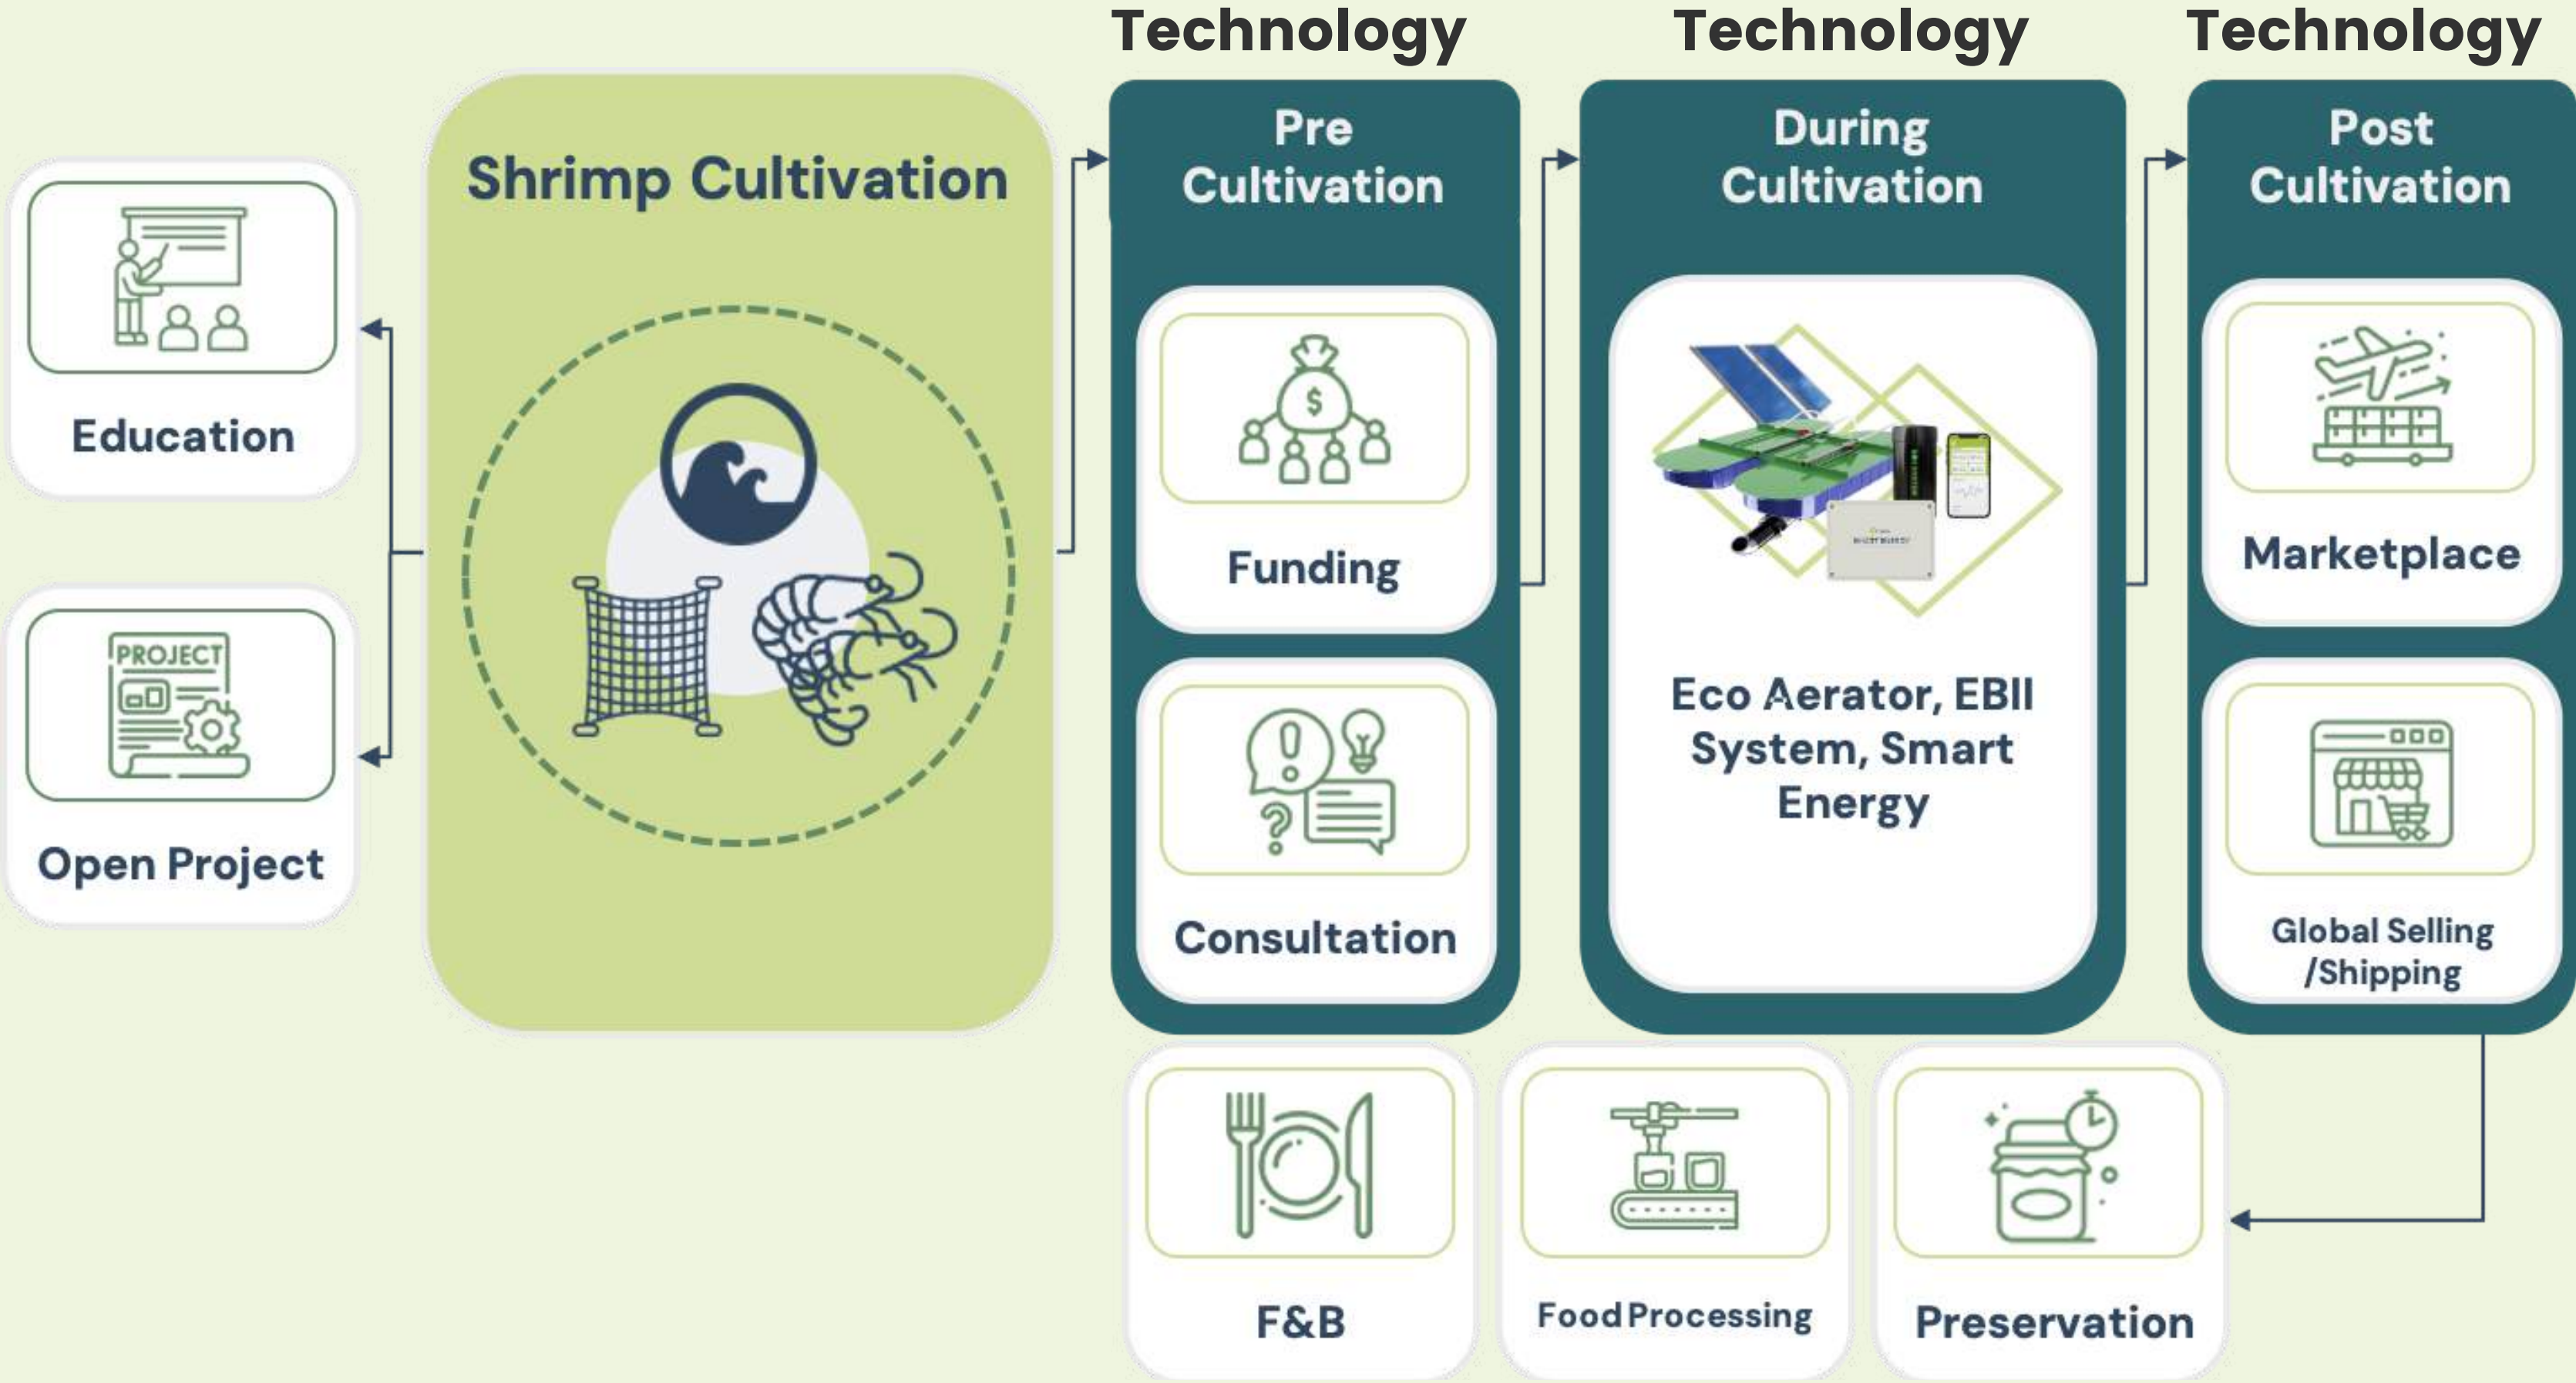 Technology
Technology
Technology
Shrimp Cultivation
Education
PROJECT
Open Project
Pre
Cultivation
$
Funding
Consultation
During
Cultivation
Eco Aerator, EBII
System, Smart
Energy
Post
Cultivation
Marketplace
Global Selling
/Shipping
F&B
Food Processing
Preservation